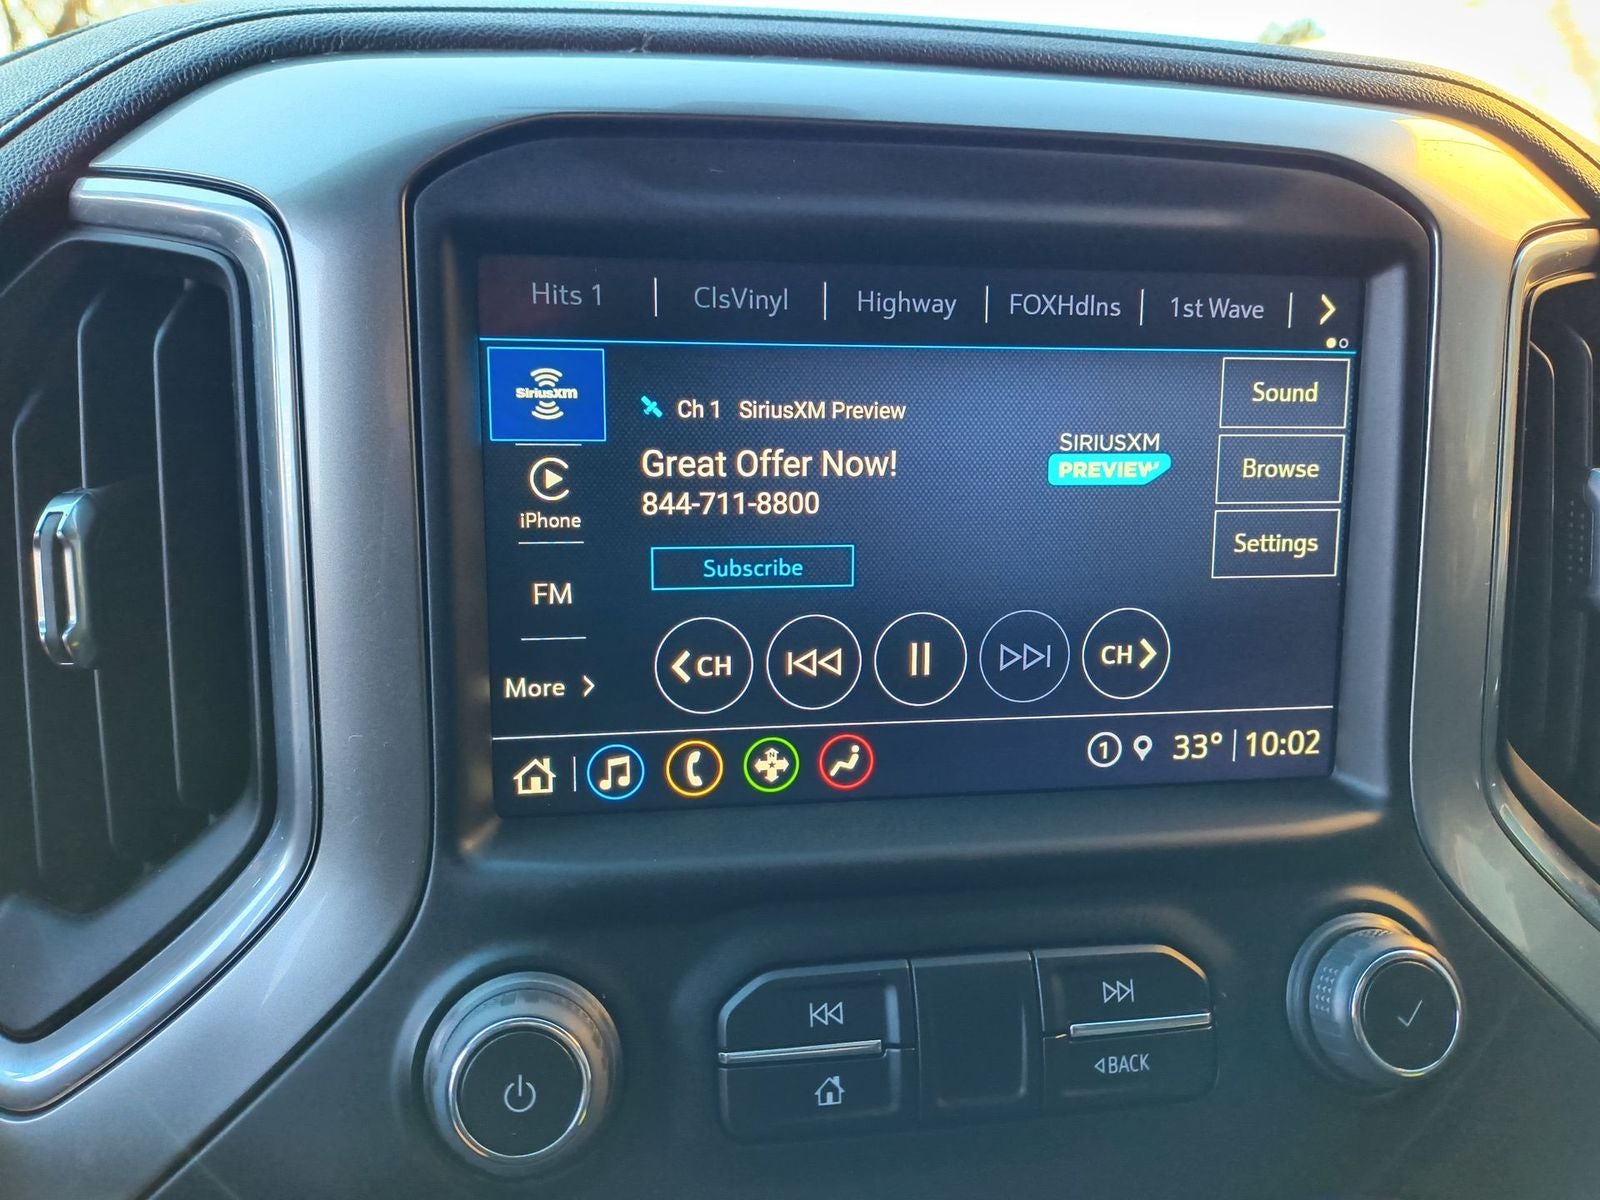 Hits 1 | ClsVinyl | Highway | FOXHdlns | 1st Wave |
SiriusXM
Sound
Ch 1 SiriusXM Preview
SIRIUSXM
PREVIEW
Great Offer Now!
844-711-8800
Browse
iPhone
Settings
Subscribe
FM
CH
CH
More
N
1
33° | 10:02
BACK